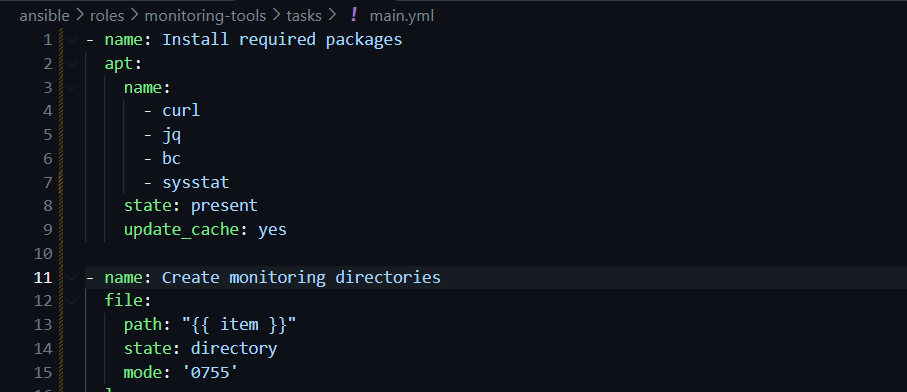 ansible > roles > monitoring-tools > tasks > ! main.yml
1 - name: Install required packages
2 apt:
3 name:
4 - curl
5 - jq
6 - bc
7 - sysstat
8 state: present
9 update_cache: yes
10
11 - name: Create monitoring directories
12 file:
13 path: "{{ item }}"
14 state: directory
15 mode: '0755'